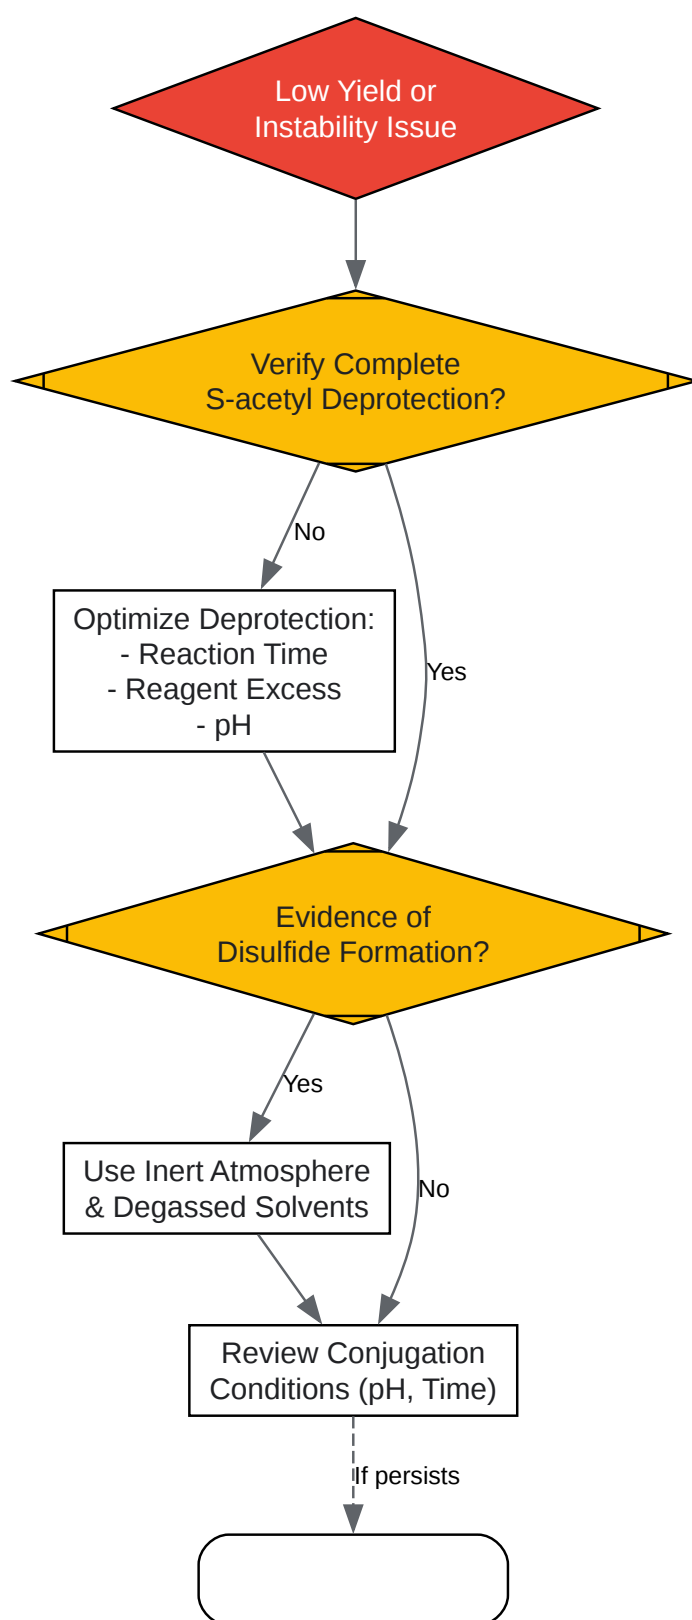 Low Yield or
Instability Issue
Verify Complete
S-acetyl Deprotection?
No
Yes
Optimize Deprotection:
- Reaction Time
- Reagent Excess
- pH
Evidence of
Disulfide Formation?
Yes
No
Use Inert Atmosphere
& Degassed Solvents
Review Conjugation
Conditions (pH, Time)
If persists